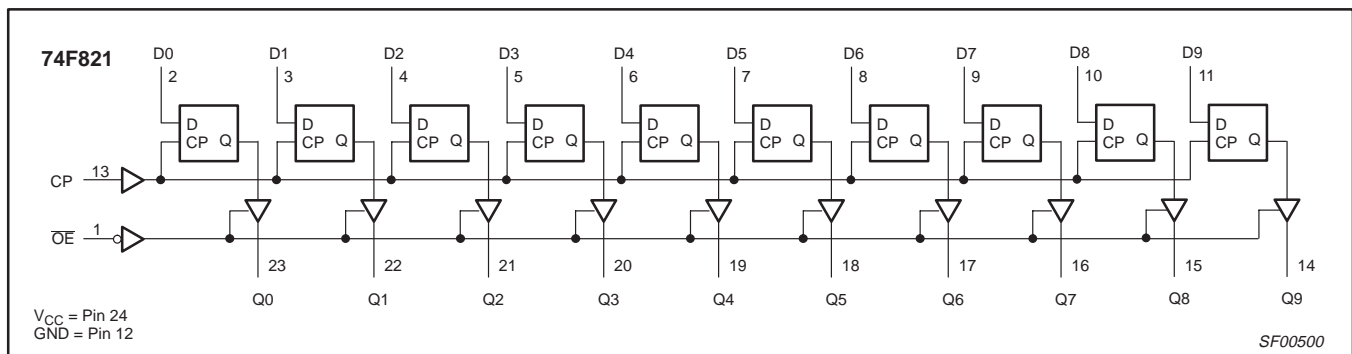 74F821
D0 D1 D2 D3 D4 D5 D6 D7 D8 D9
2 3 4 5 6 7 8 9 10 11
D D D D D D D D D D
CP Q CP Q CP Q CP Q CP Q CP Q CP Q CP Q CP Q CP Q
CP 13
OE 1
23 22 21 20 19 18 17 16 15 14
Q0 Q1 Q2 Q3 Q4 Q5 Q6 Q7 Q8 Q9
VCC = Pin 24
GND = Pin 12
SF00500